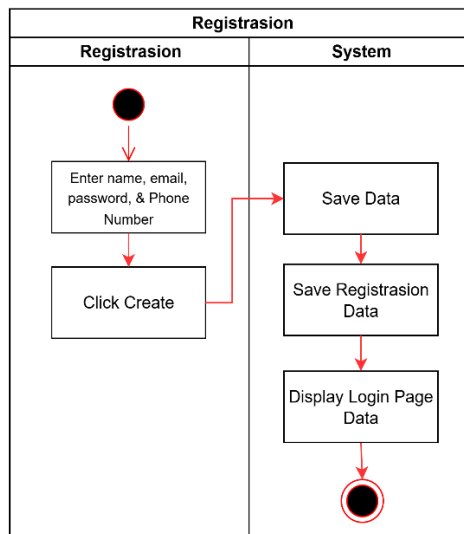 Registrasion
Registrasion
System
Enter name, email,
password, & Phone
Number
Click Create
Save Data
Save Registrasion
Data
Display Login Page
Data